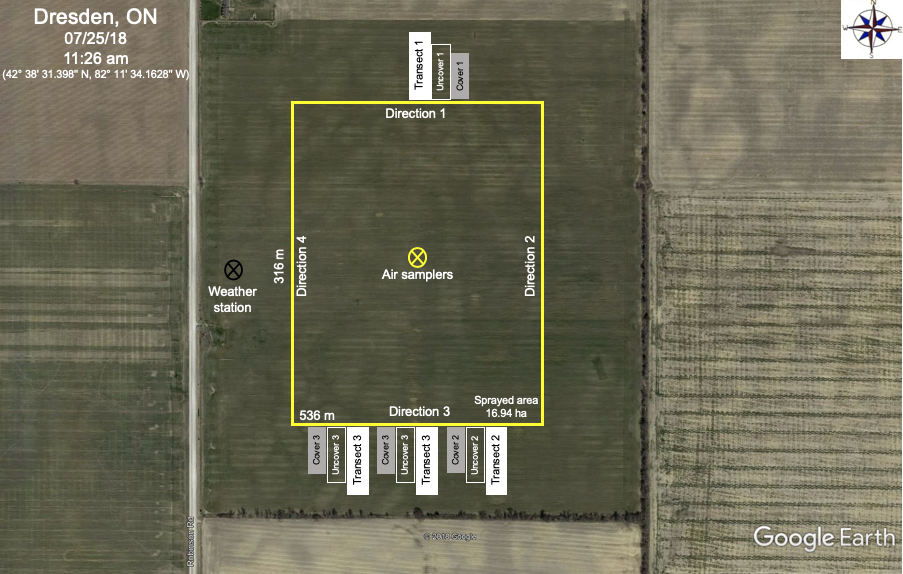 Dresden, ON
07/25/18
11:26 am
(42° 38' 31.398" N, 82° 11' 34.1628" W)
N
W
E
S
Transect 1
Uncover 1
Cover 1
Direction 1
316 m
Direction 4
Direction 2
Air samplers
Weather
station
Sprayed area
16.94 ha
536 m
Direction 3
Cover 3
Uncover 3
Transect 3
Cover 3
Uncover 3
Transect 3
Cover 2
Uncover 2
Transect 2
Robinson Rd
© 2018 Google
Google Earth